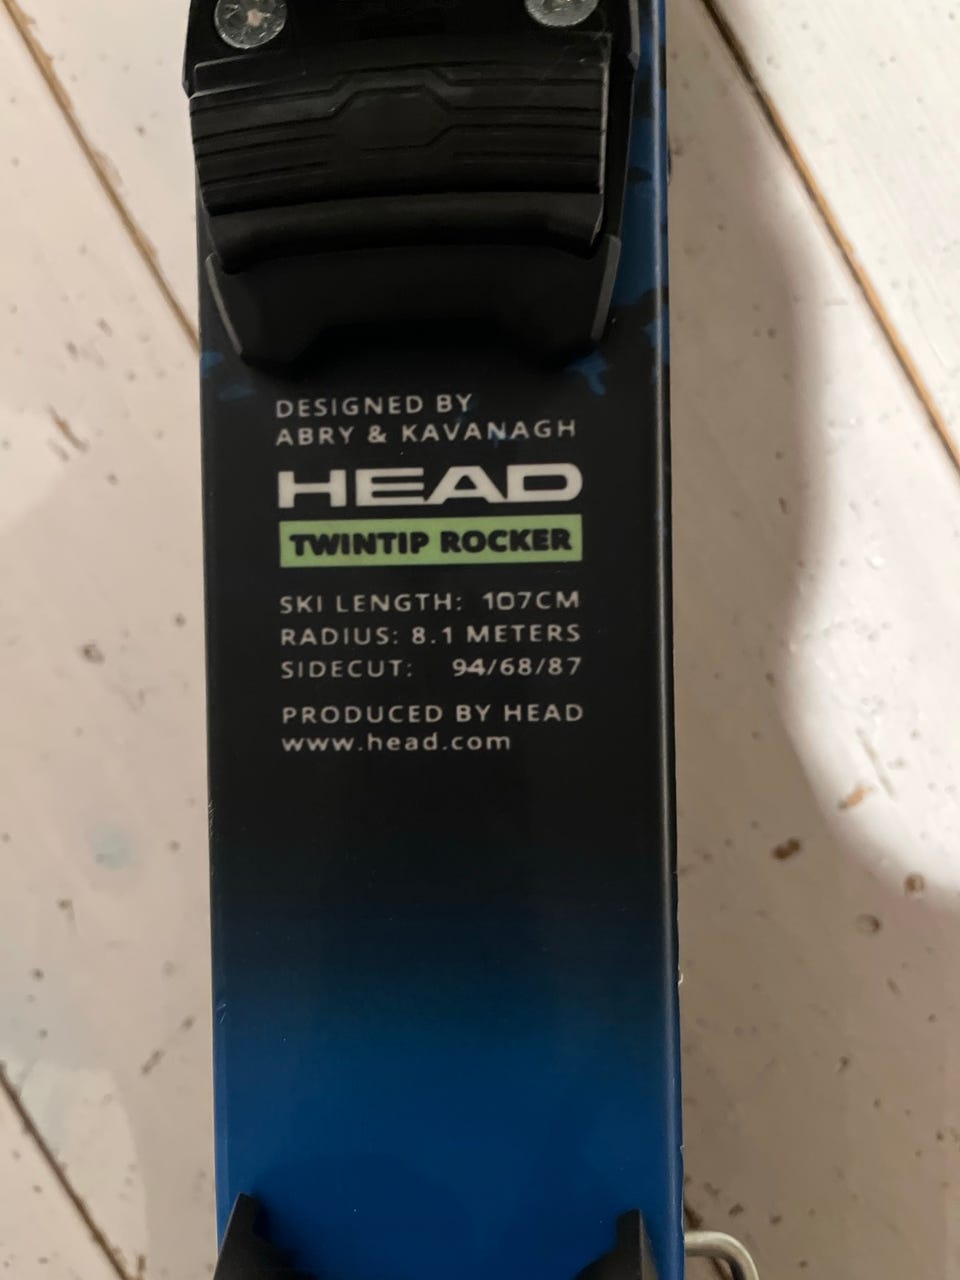 DESIGNED BY
ABRY & KAVANAGH
HEAD
TWINTIP ROCKER
SKI LENGTH: 107CM
RADIUS: 8.1 METERS
SIDECUT: 94/68/87
PRODUCED BY HEAD
www.head.com